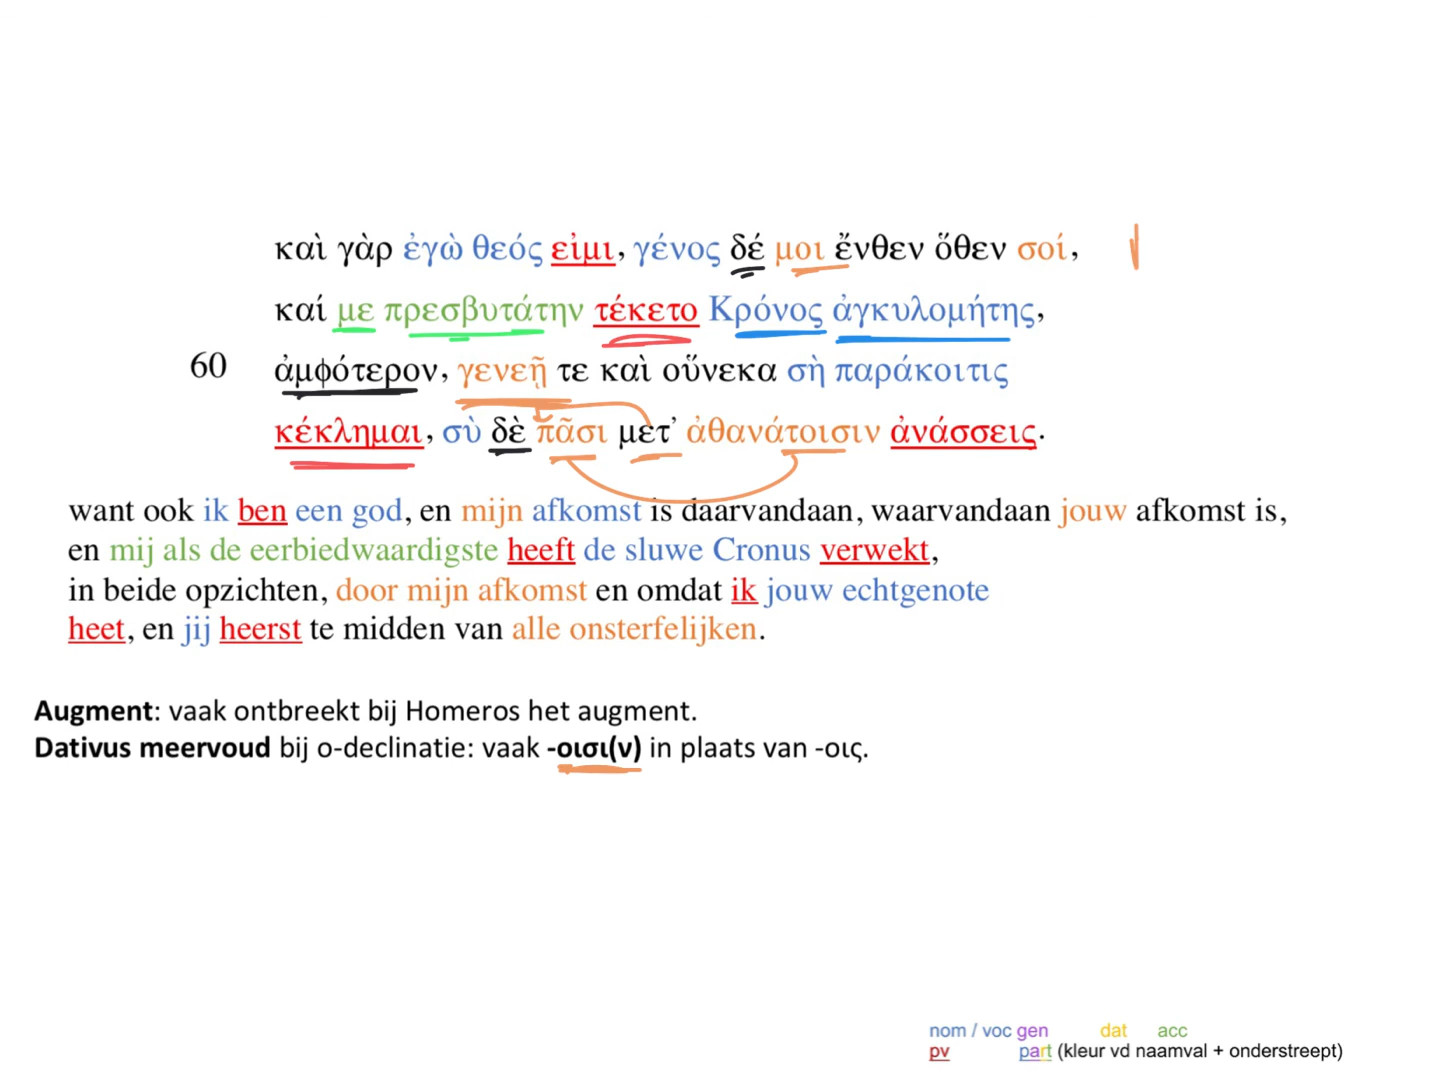 καὶ γὰρ ἐγὼ θεός εἰμι, γένος δέ μοι ἔνθεν ὅθεν σοί,
καί με πρεσβυτάτην τέκετο Κρόνος ἀγκυλομήτης,
60 ἀμφότερον, γενεῇ τε καὶ οὕνεκα σὴ παράκοιτις
κέκλημαι, σὺ δὲ πᾶσι μετ’ ἀθανάτοισιν ἀνάσσεις·
want ook ik ben een god, en mijn afkomst is daarvandaan, waarvandaan jouw afkomst is,
en mij als de eerbiedwaardigste heeft de sluwe Cronus verwekt,
in beide opzichten, door mijn afkomst en omdat ik jouw echtgenote
heet, en jij heerst te midden van alle onsterfelijken.
Augment: vaak ontbreekt bij Homeros het augment.
Dativus meervoud bij o-declinatie: vaak -οισι(ν) in plaats van -οις.
nom / voc gen dat acc
pv part (kleur vd naamval + onderstreept)